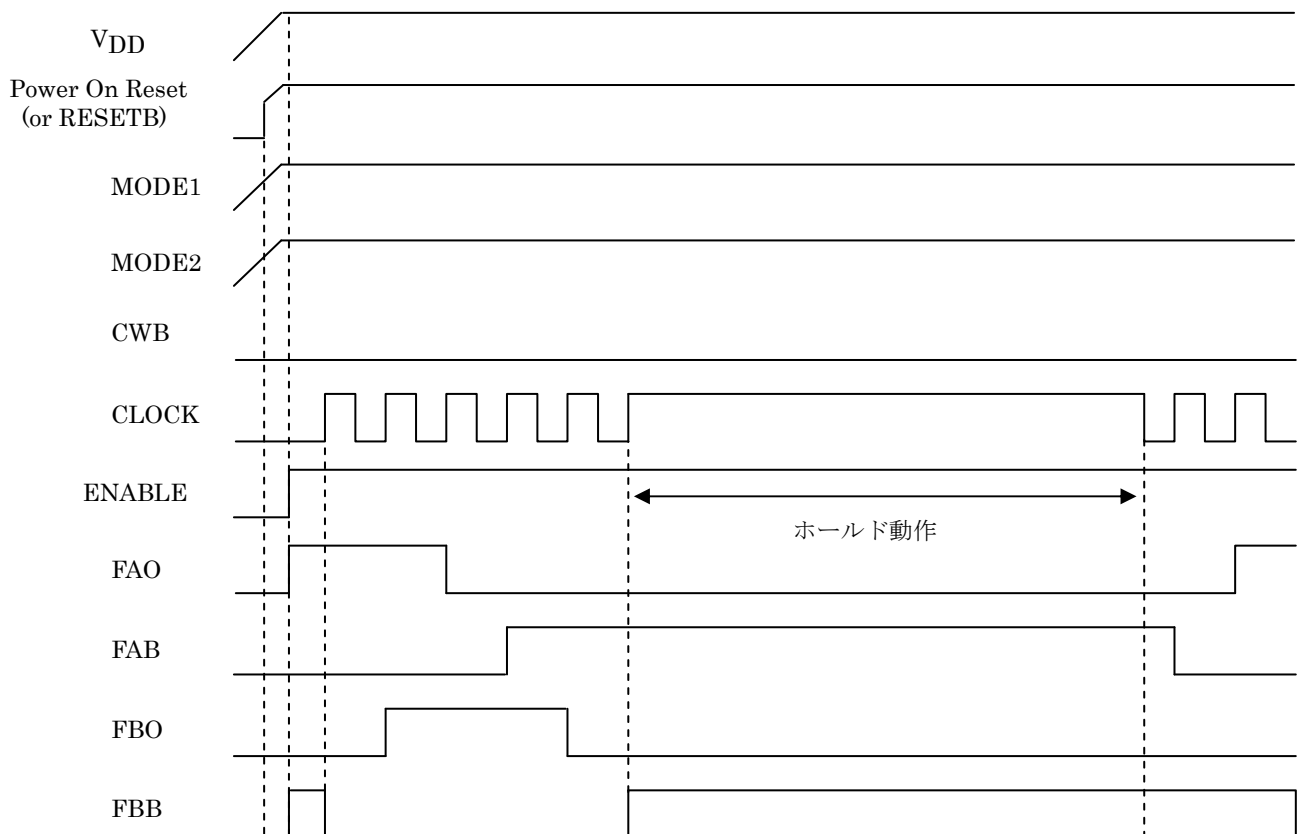 VDD
Power On Reset
(or RESETB)
MODE1
MODE2
CWB
CLOCK
ENABLE
ホールド動作
FAO
FAB
FBO
FBB